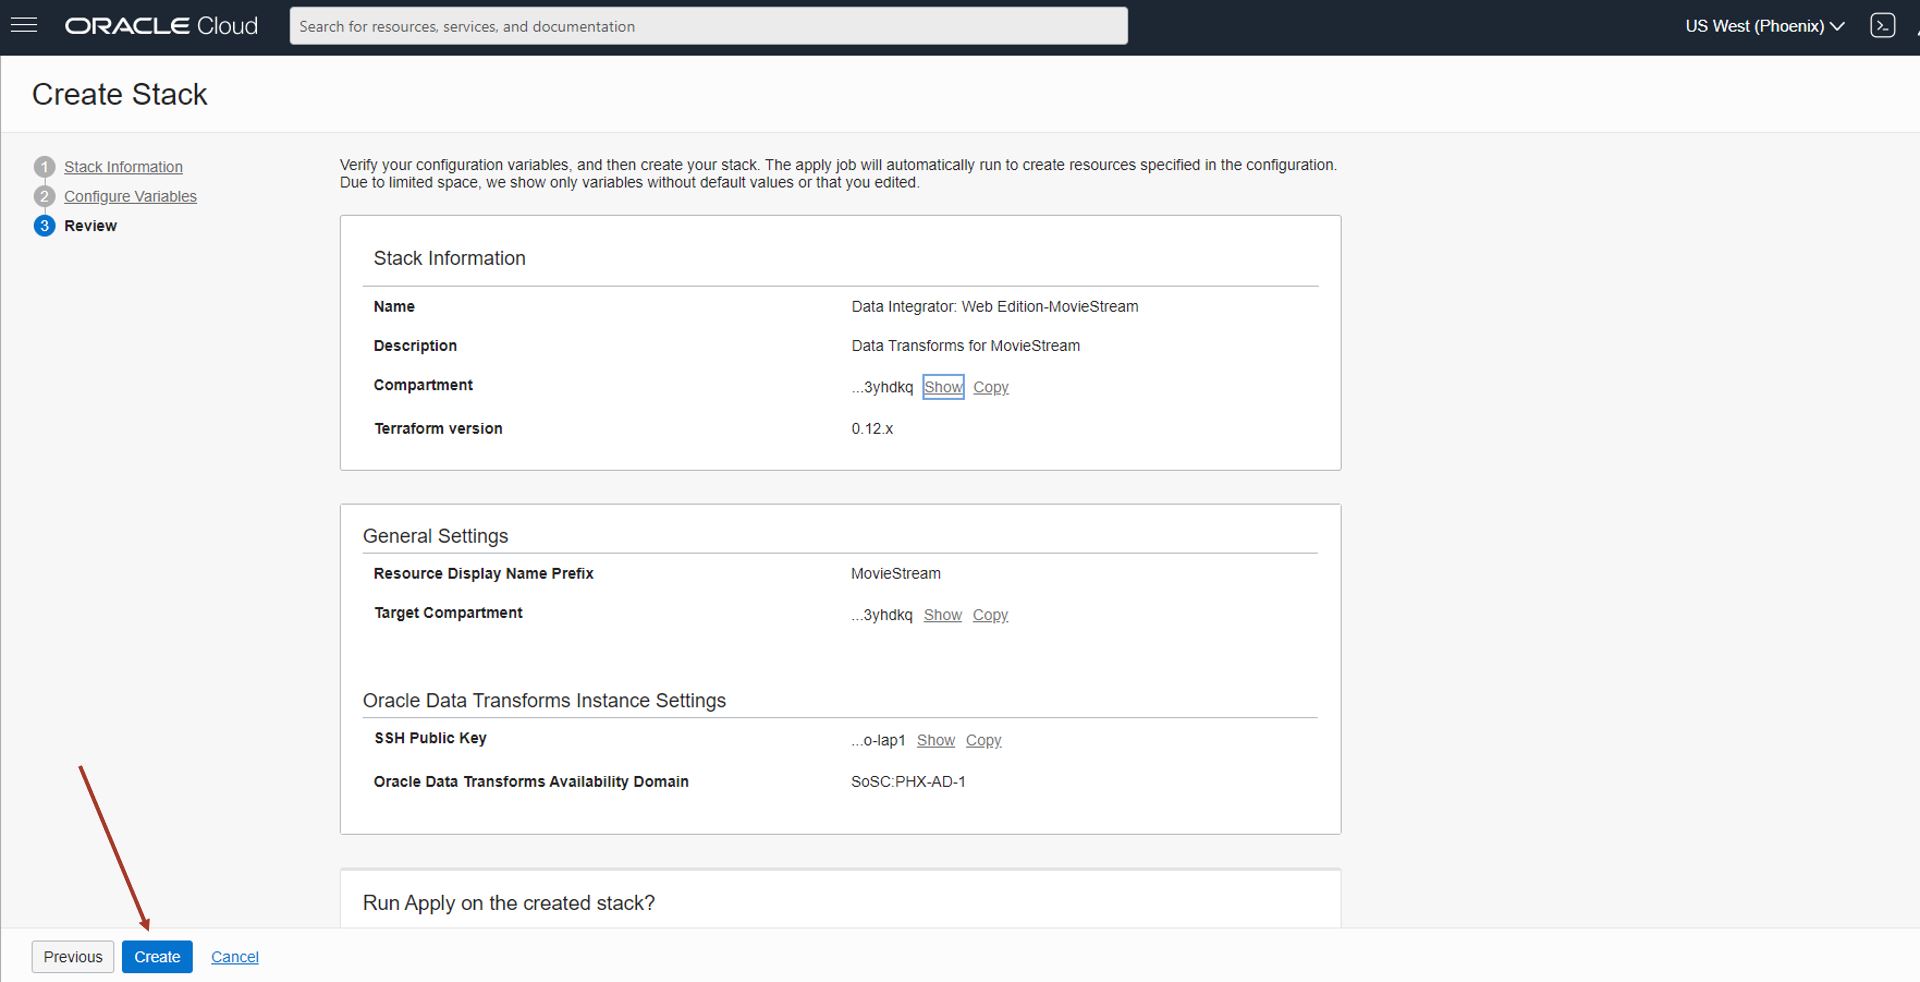 ORACLE Cloud
Search for resources, services, and documentation
US West (Phoenix)
Create Stack
1 Stack Information
2 Configure Variables
3 Review
Verify your configuration variables, and then create your stack. The apply job will automatically run to create resources specified in the configuration.
Due to limited space, we show only variables without default values or that you edited.
Stack Information
Name Data Integrator: Web Edition-MovieStream
Description Data Transforms for MovieStream
Compartment ...3yhdkq Show Copy
Terraform version 0.12.x
General Settings
Resource Display Name Prefix MovieStream
Target Compartment ...3yhdkq Show Copy
Oracle Data Transforms Instance Settings
SSH Public Key ...o-lap1 Show Copy
Oracle Data Transforms Availability Domain SoSC:PHX-AD-1
Run Apply on the created stack?
Previous Create Cancel